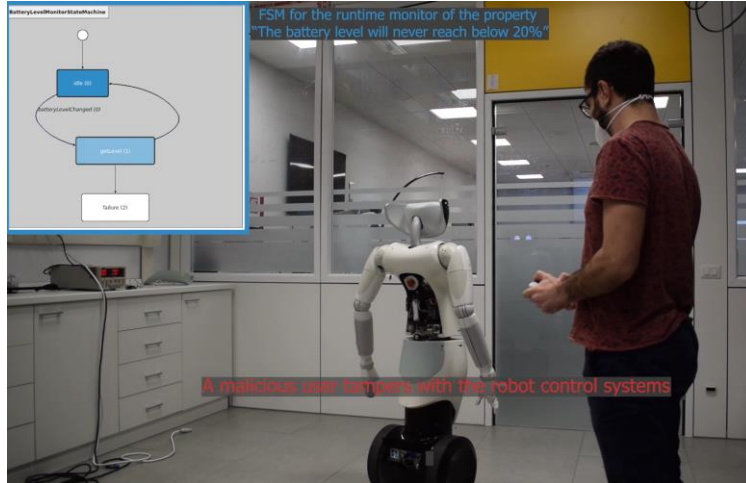 BatteryLevelMonitorStateMachine
FSM for the runtime monitor of the property
"The battery level will never reach below 20%"
idle (0)
batteryLevelChanged (0)
getLevel (1)
failure (2)
A malicious user tampers with the robot control systems